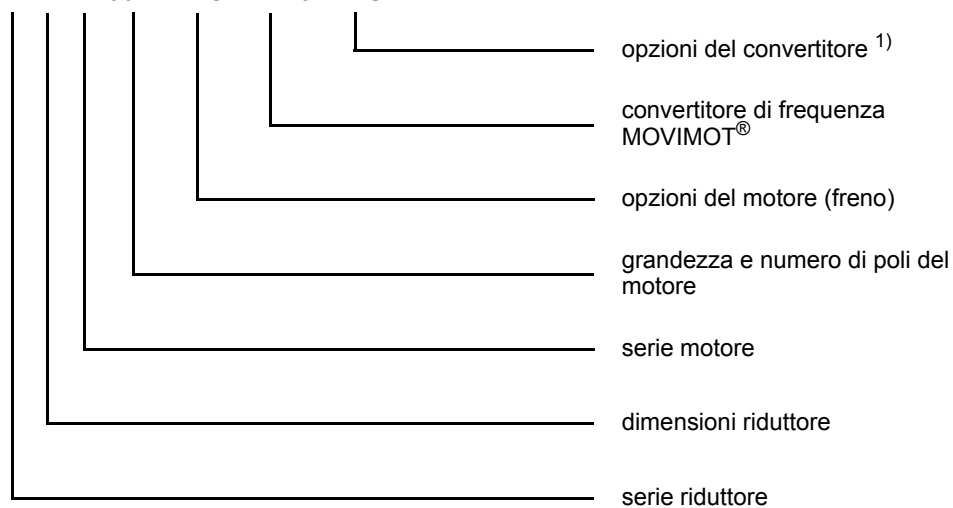 opzioni del convertitore 1)
convertitore di frequenza
MOVIMOT®
opzioni del motore (freno)
grandezza e numero di poli del
motore
serie motore
dimensioni riduttore
serie riduttore